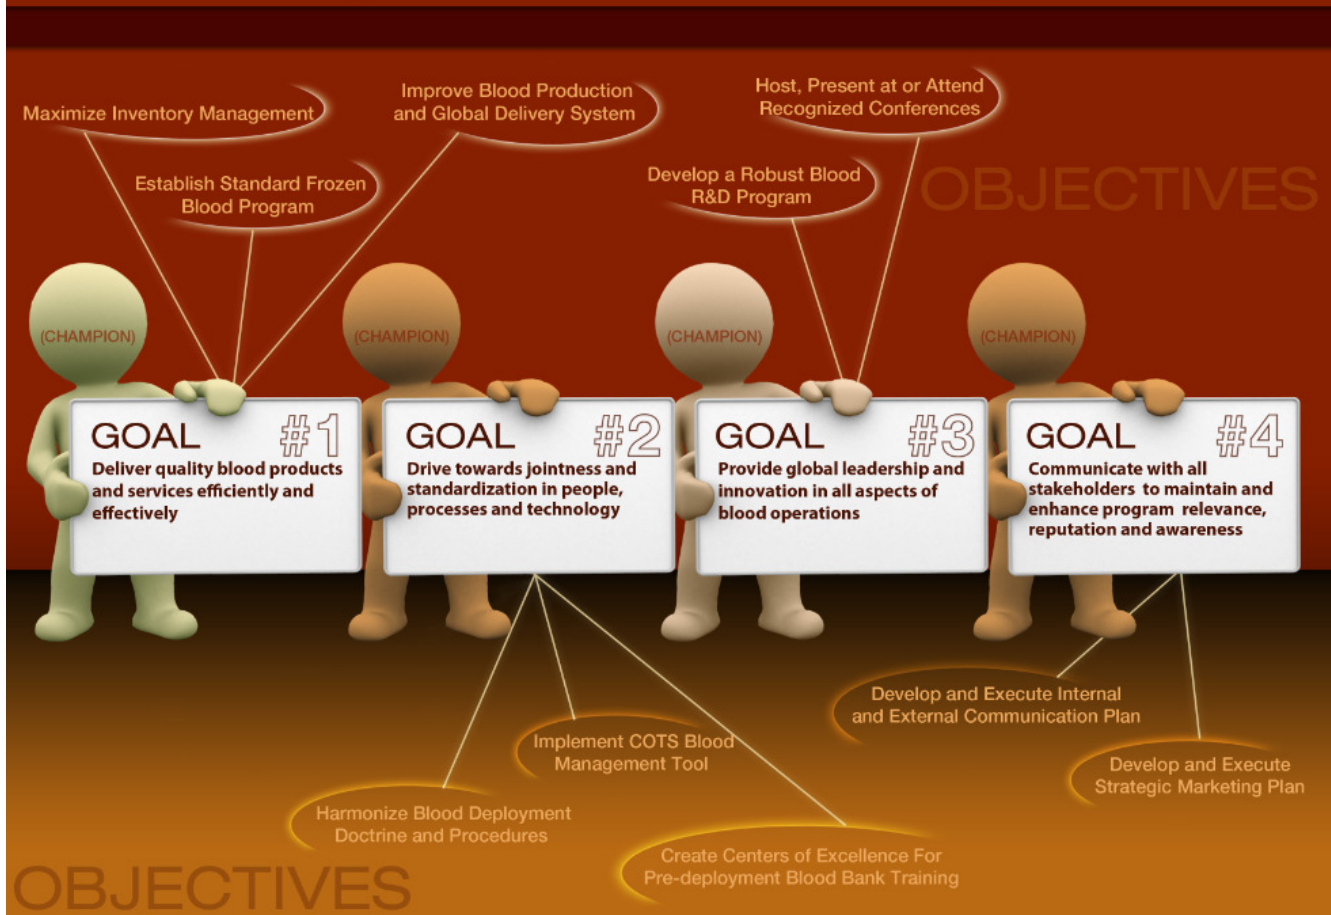 Maximize Inventory Management
Improve Blood Production
and Global Delivery System
Establish Standard Frozen
Blood Program
Host, Present at or Attend
Recognized Conferences
Develop a Robust Blood
R&D Program
OBJECTIVES
(CHAMPION)
(CHAMPION)
(CHAMPION)
(CHAMPION)
GOAL #1
Deliver quality blood products
and services efficiently and
effectively
GOAL #2
Drive towards jointness and
standardization in people,
processes and technology
GOAL #3
Provide global leadership and
innovation in all aspects of
blood operations
GOAL #4
Communicate with all
stakeholders to maintain and
enhance program relevance,
reputation and awareness
Develop and Execute Internal
and External Communication Plan
Implement COTS Blood
Management Tool
Develop and Execute
Strategic Marketing Plan
Harmonize Blood Deployment
Doctrine and Procedures
Create Centers of Excellence For
Pre-deployment Blood Bank Training
OBJECTIVES